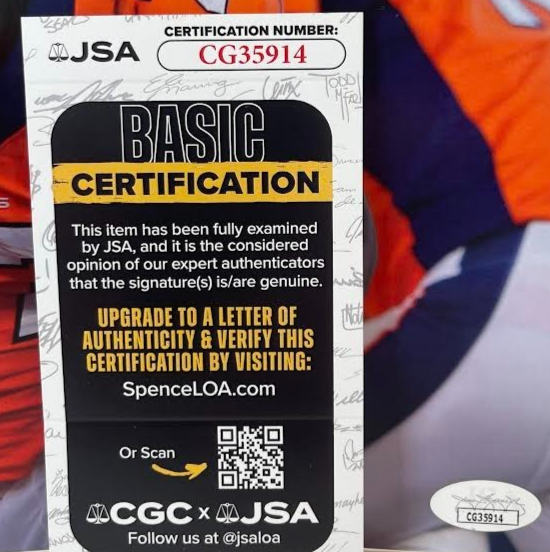 CERTIFICATION NUMBER:
JSA
CG35914
BASIC
CERTIFICATION
This item has been fully examined
by JSA, and it is the considered
opinion of our expert authenticators
that the signature(s) is/are genuine.
UPGRADE TO A LETTER OF
AUTHENTICITY & VERIFY THIS
CERTIFICATION BY VISITING:
SpenceLOA.com
Or Scan
CGC x JSA
Follow us at @jsaloa
CG35914